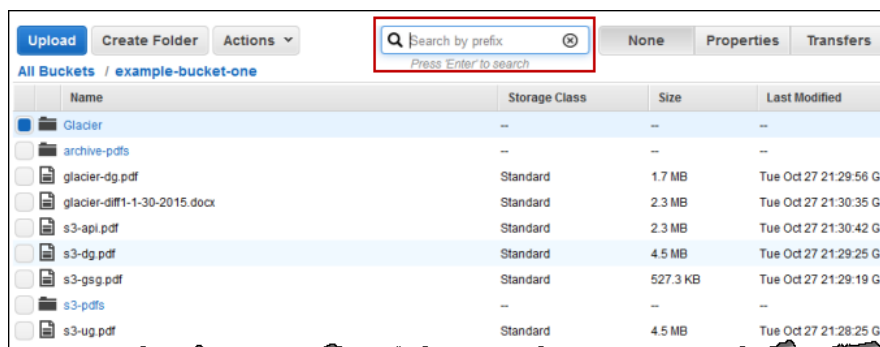 Upload Create Folder Actions Search by prefix None Properties Transfers
Press 'Enter' to search
All Buckets / example-bucket-one
Name Storage Class Size Last Modified
Glacier -- -- --
archive-pdfs -- -- --
glacier-dg.pdf Standard 1.7 MB Tue Oct 27 21:29:56 G
glacier-diff1-1-30-2015.docx Standard 2.3 MB Tue Oct 27 21:30:35 G
s3-api.pdf Standard 2.3 MB Tue Oct 27 21:30:42 G
s3-dg.pdf Standard 4.5 MB Tue Oct 27 21:29:25 G
s3-gsg.pdf Standard 527.3 KB Tue Oct 27 21:29:19 G
s3-pdfs -- -- --
s3-ug.pdf Standard 4.5 MB Tue Oct 27 21:28:25 G